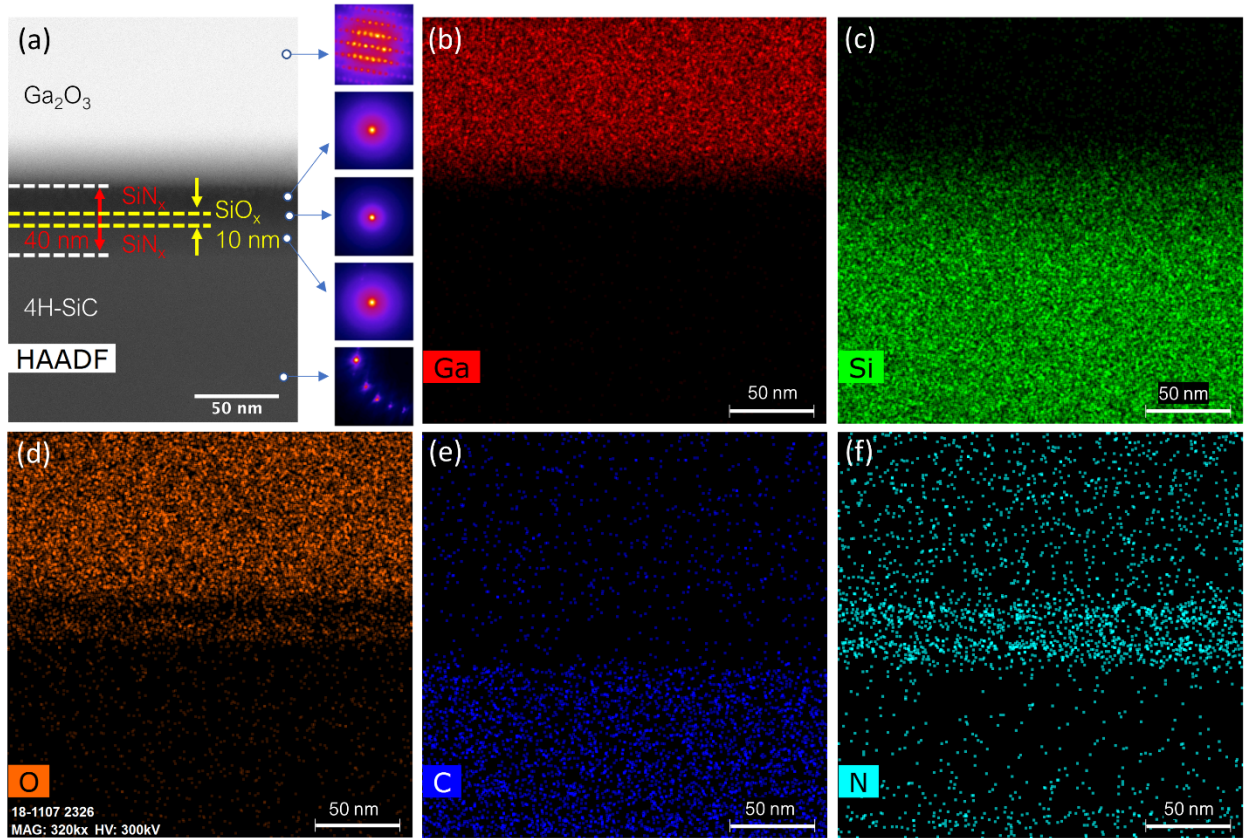 (a)
Ga₂O₃
SiNₓ
SiOₓ
40 nm
SiNₓ
10 nm
4H-SiC
HAADF
50 nm
(b)
Ga
50 nm
(c)
Si
50 nm
(d)
O
18-1107 2326
MAG: 320kx HV: 300kV
50 nm
(e)
C
50 nm
(f)
N
50 nm